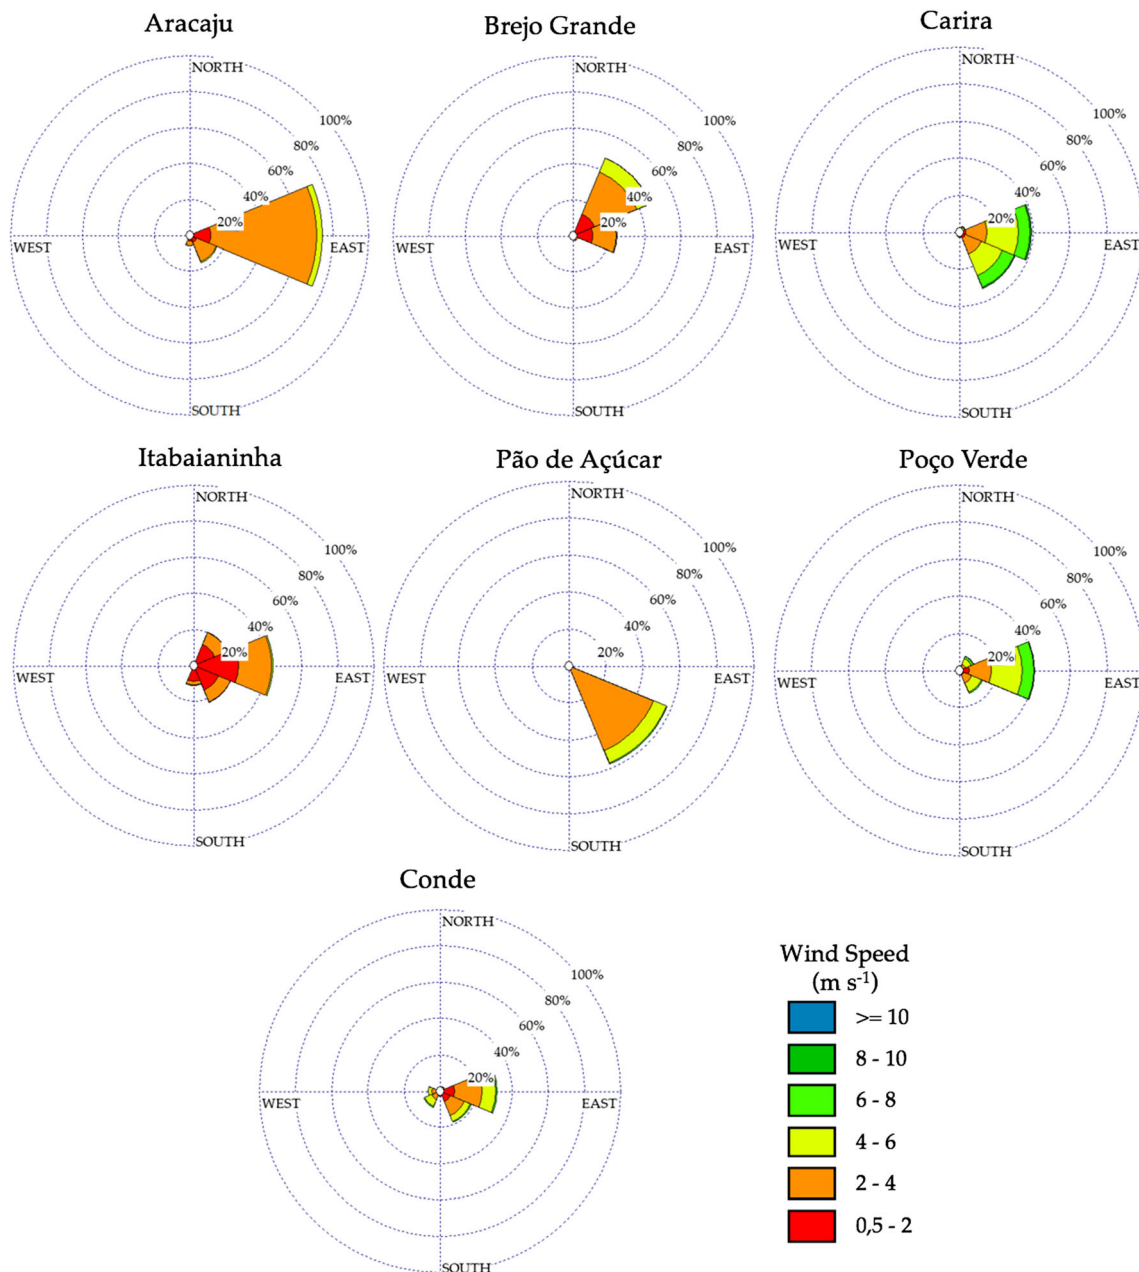 Aracaju
Brejo Grande
Carira
NORTH
100%
80%
60%
40%
20%
WEST
EAST
SOUTH
NORTH
100%
80%
60%
40%
20%
WEST
EAST
SOUTH
NORTH
100%
80%
60%
40%
20%
WEST
EAST
SOUTH
Itabaianinha
Pão de Açúcar
Poço Verde
NORTH
100%
80%
60%
40%
20%
WEST
EAST
SOUTH
NORTH
100%
80%
60%
40%
20%
WEST
EAST
SOUTH
NORTH
100%
80%
60%
40%
20%
WEST
EAST
SOUTH
Conde
NORTH
100%
80%
60%
40%
20%
WEST
EAST
SOUTH
Wind Speed
(m s-1)
>= 10
8 - 10
6 - 8
4 - 6
2 - 4
0,5 - 2